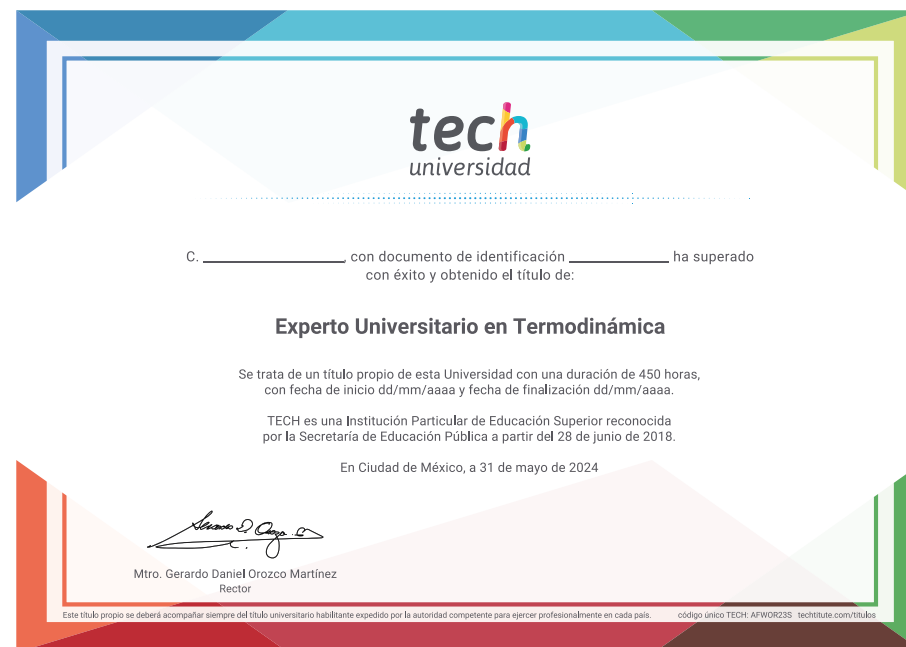 tech
universidad
C. ____________________, con documento de identificación ______________ ha superado
con éxito y obtenido el título de:
Experto Universitario en Termodinámica
Se trata de un título propio de esta Universidad con una duración de 450 horas,
con fecha de inicio dd/mm/aaaa y fecha de finalización dd/mm/aaaa.
TECH es una Institución Particular de Educación Superior reconocida
por la Secretaría de Educación Pública a partir del 28 de junio de 2018.
En Ciudad de México, a 31 de mayo de 2024
Mtro. Gerardo Daniel Orozco Martínez
Rector
Este título propio se deberá acompañar siempre del título universitario habilitante expedido por la autoridad competente para ejercer profesionalmente en cada país. código único TECH: AFWOR23S techtitute.com/titulos